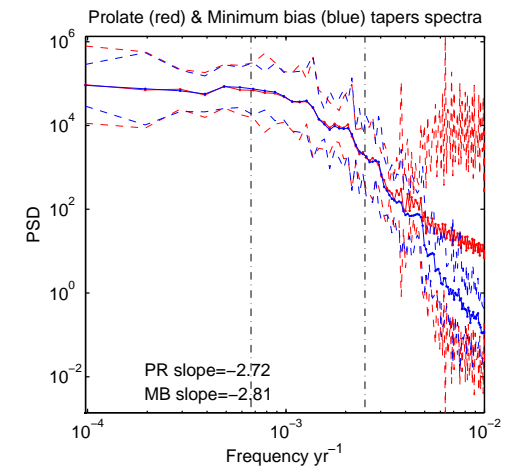 Prolate (red) & Minimum bias (blue) tapers spectra
10^6
10^4
10^2
10^0
10^−2
PSD
PR slope=−2.72
MB slope=−2.81
10^−4
10^−3
10^−2
Frequency yr^−1